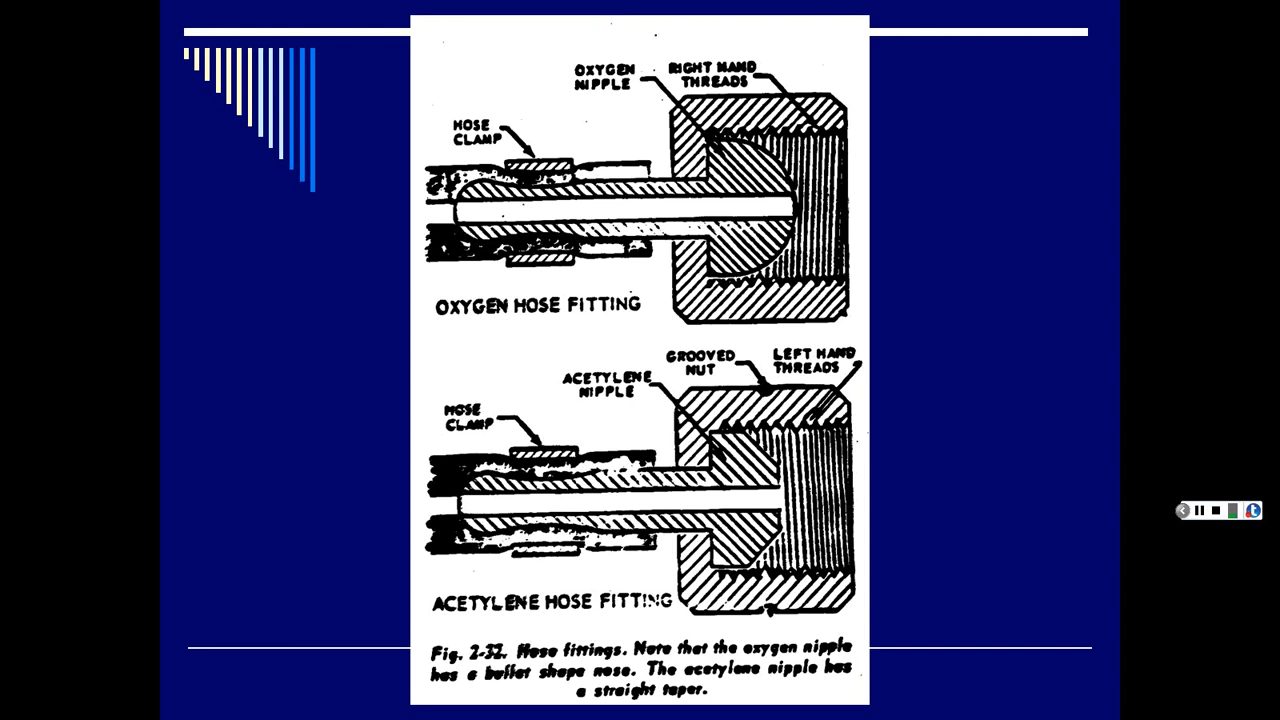 OXYGEN
NIPPLE
RIGHT HAND
THREADS
HOSE
CLAMP
OXYGEN HOSE FITTING
GROOVED
NUT
LEFT HAND
THREADS
ACETYLENE
NIPPLE
HOSE
CLAMP
ACETYLENE HOSE FITTING
Fig. 2-32. Hose fittings. Note that the oxygen nipple
has a bullet shape nose. The acetylene nipple has
a straight taper.